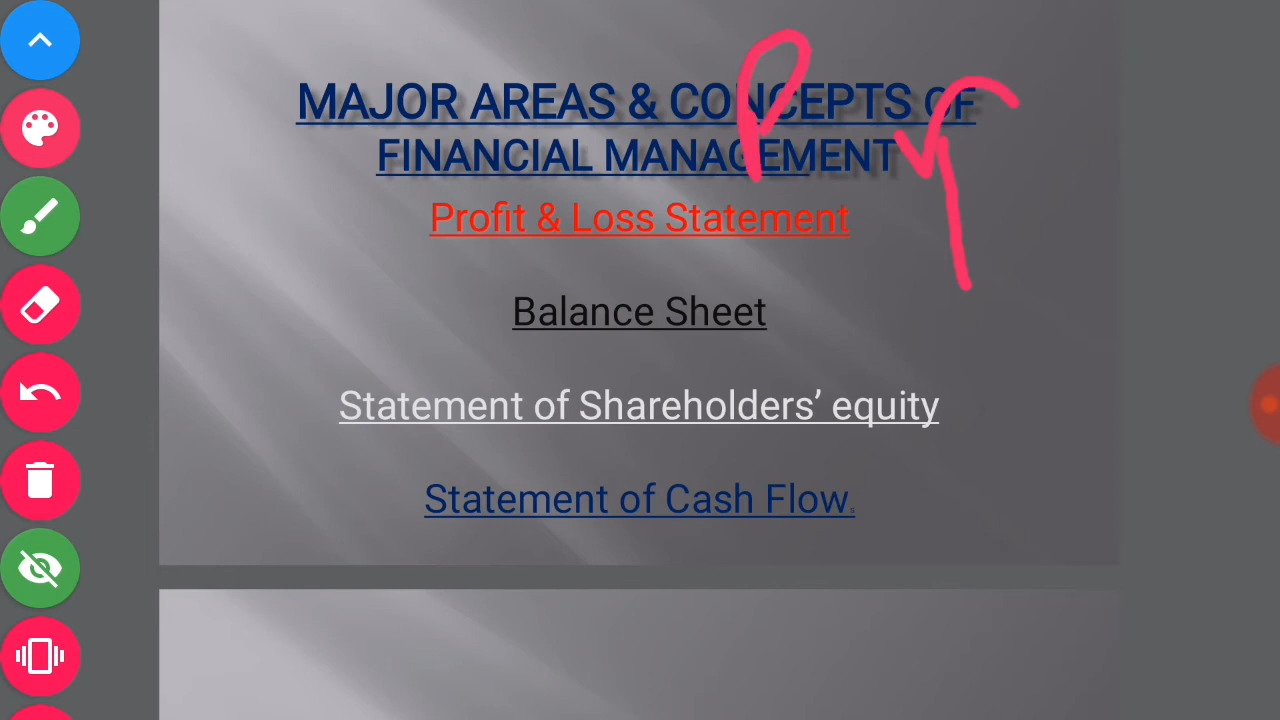 MAJOR AREAS & CONCEPTS OF
FINANCIAL MANAGEMENT
Profit & Loss Statement
Balance Sheet
Statement of Shareholders’ equity
Statement of Cash Flow.